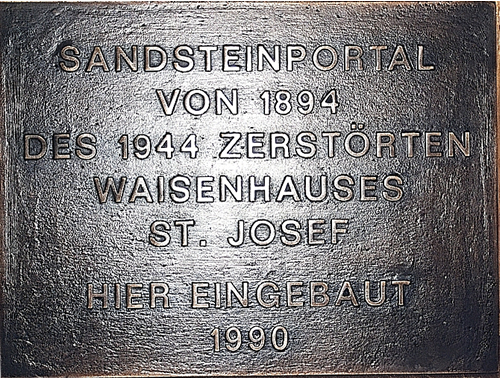 SANDSTEINPORTAL
VON 1894
DES 1944 ZERSTÖRTEN
WAISENHAUSES
ST. JOSEF
HIER EINGEBAUT
1990